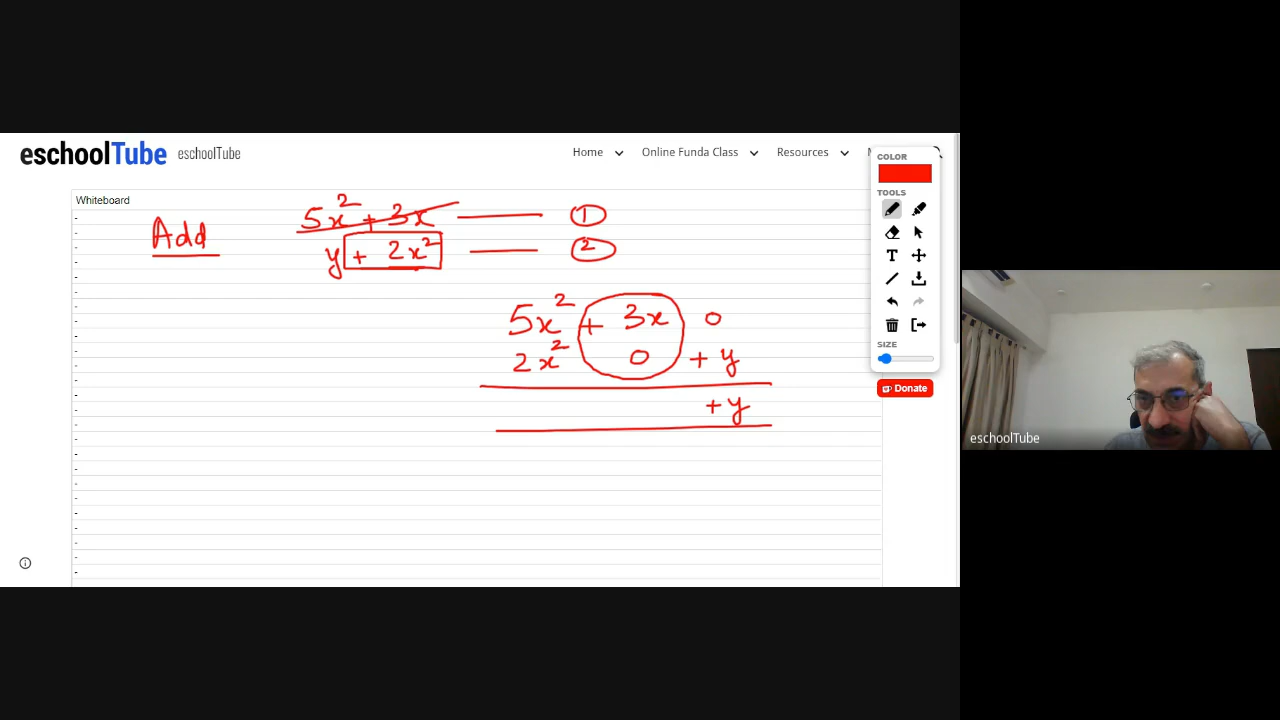 eschoolTube eschoolTube Home Online Funda Class Resources
COLOR
TOOLS
T
SIZE
Donate
Whiteboard
Add 5x² + 3x ——— ①
y + 2x² ——— ②
5x² + 3x 0
2x² 0 + y
+ y
eschoolTube